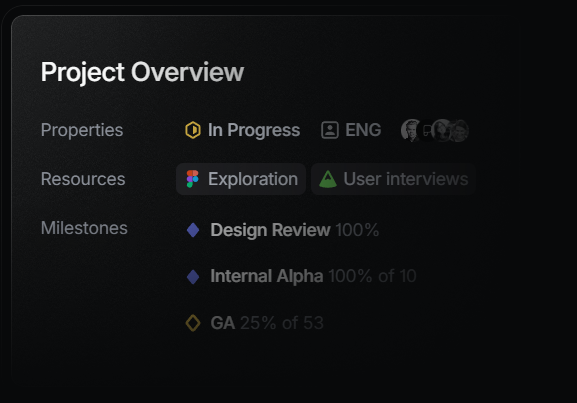 Project Overview
Properties In Progress ENG
Resources Exploration User interviews
Milestones Design Review 100%
Internal Alpha 100% of 10
GA 25% of 53